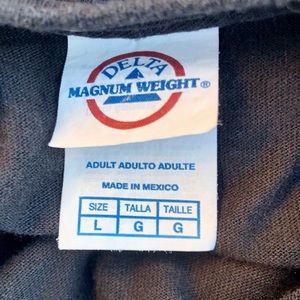 DELTA
MAGNUM WEIGHT®
ADULT ADULTO ADULTE
MADE IN MEXICO
SIZE TALLA TAILLE
L G G